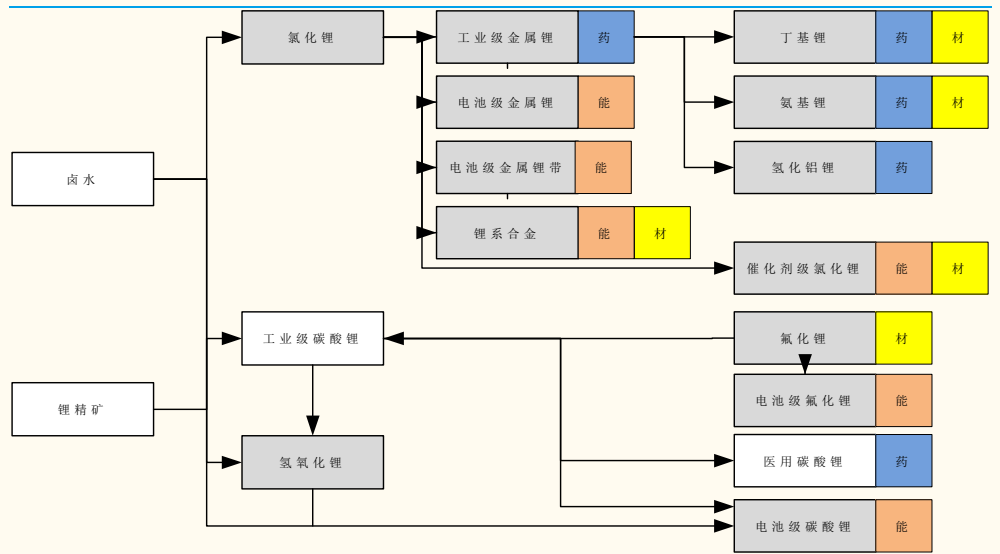 氯化锂
工业级金属锂 药
丁基锂 药 材
电池级金属锂 能
氨基锂 药 材
电池级金属锂带 能
氢化铝锂 药
卤水
锂系合金 能 材
催化剂级氯化锂 能 材
工业级碳酸锂
氟化锂 材
电池级氟化锂 能
锂精矿
氢氧化锂
医用碳酸锂 药
电池级碳酸锂 能